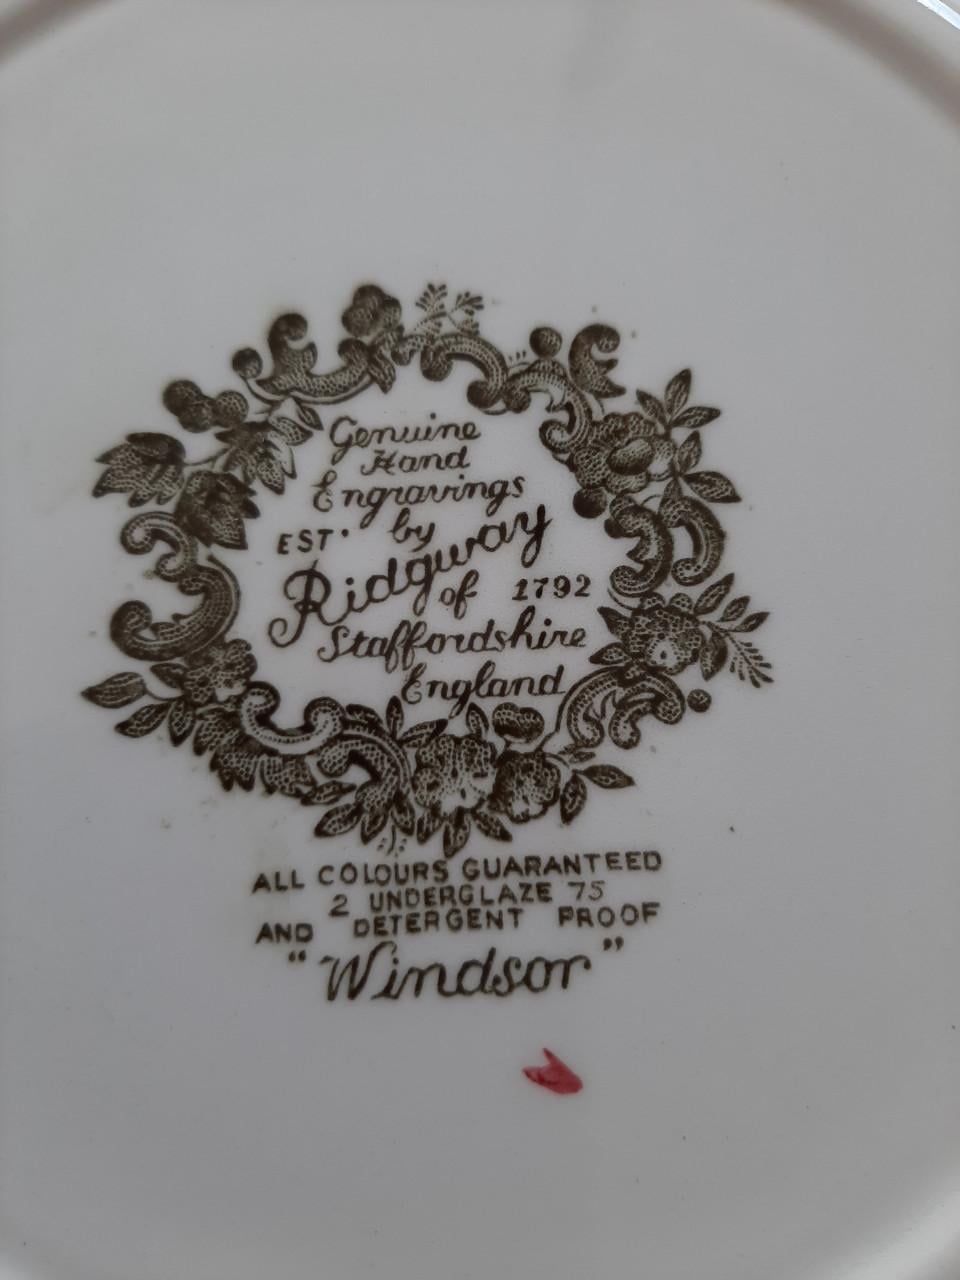 Genuine
Hand
Engravings
EST. by
Ridgway
of 1792
Staffordshire
England
ALL COLOURS GUARANTEED
2 UNDERGLAZE 75
AND DETERGENT PROOF
"Windsor"